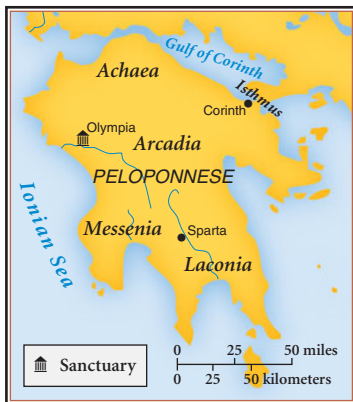 Gulf of Corinth
Achaea
Isthmus
Corinth
Olympia
Arcadia
PELOPONNESE
Ionian Sea
Messenia
Sparta
Laconia
0 25 50 miles
0 25 50 kilometers
Sanctuary